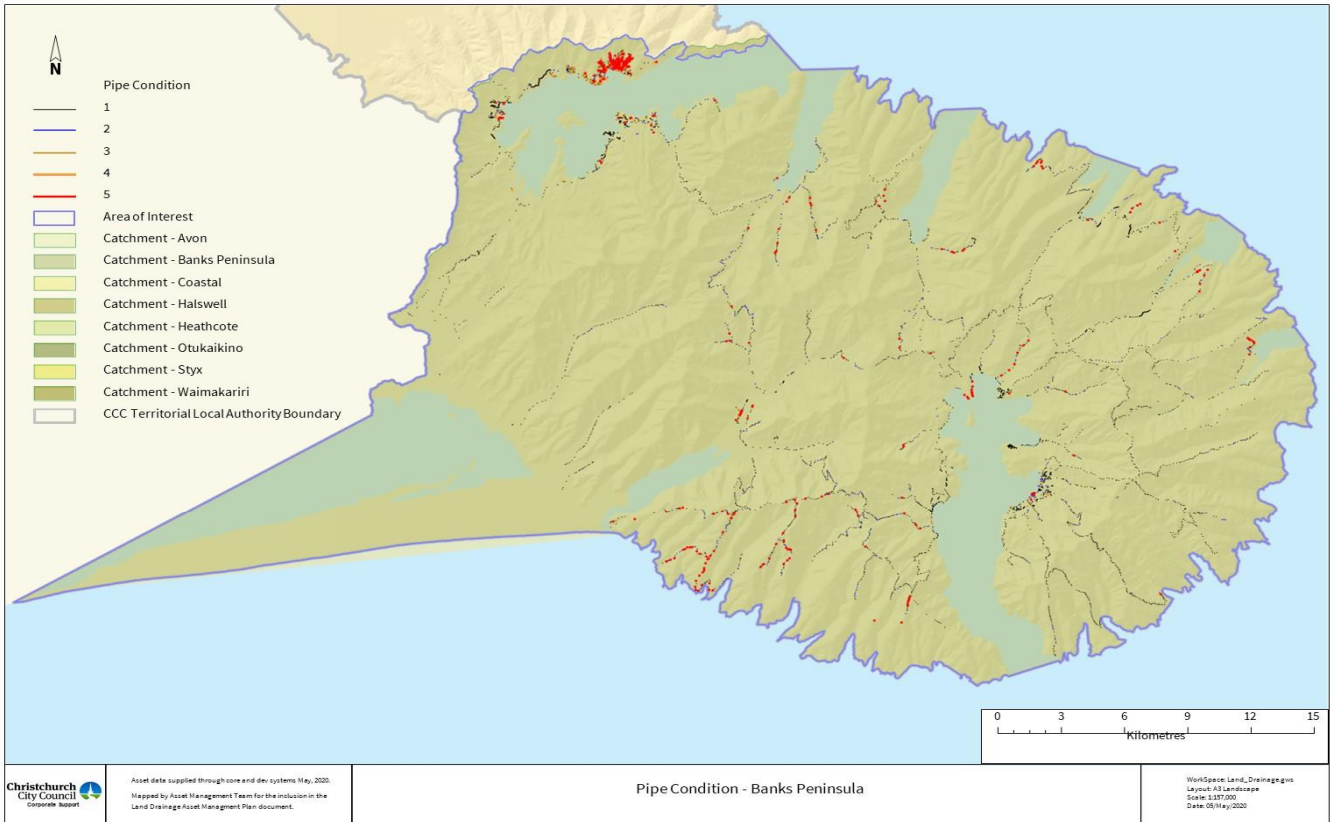 N
Pipe Condition
1
2
3
4
5
Area of Interest
Catchment - Avon
Catchment - Banks Peninsula
Catchment - Coastal
Catchment - Halswell
Catchment - Heathcote
Catchment - Otukaikino
Catchment - Styx
Catchment - Waimakariri
CCC Territorial Local Authority Boundary
0 3 6 9 12 15
Kilometres
Christchurch
City Council
Corporate Support
Asset data supplied through core and dev systems May, 2020.
Mapped by Asset Management Team for the inclusion in the
Land Drainage Asset Managment Plan document.
Pipe Condition - Banks Peninsula
WorkSpace: Land_Drainage.gws
Layout: A3 Landscape
Scale: 1:157,000
Date: 05/May/2020